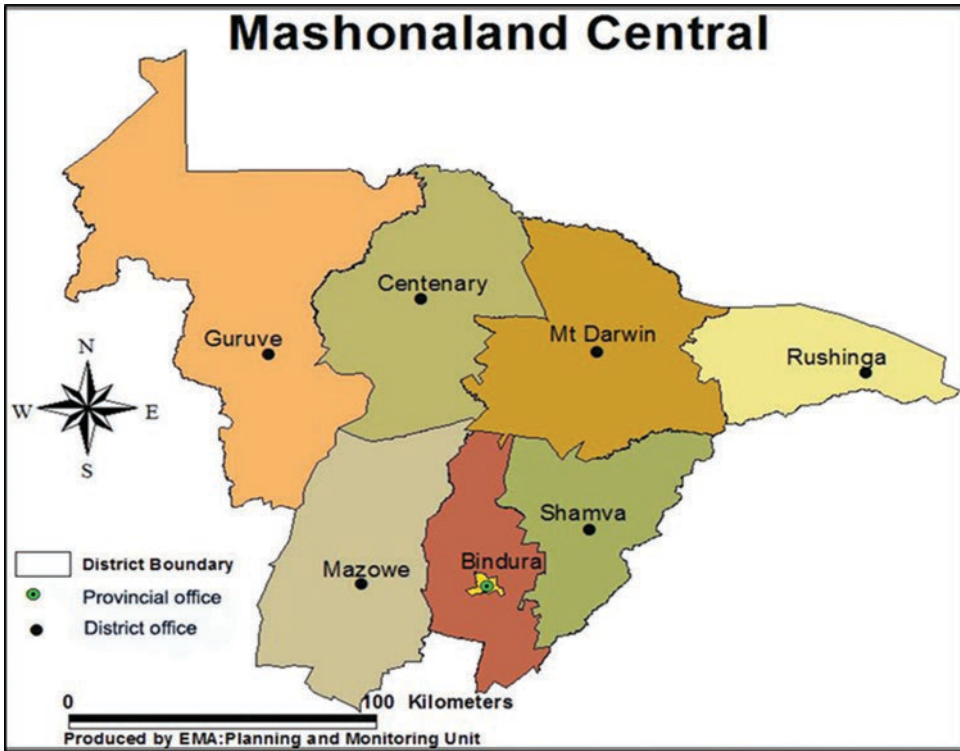 Mashonaland Central
Centenary
Guruve
Mt Darwin
Rushinga
N
W E
S
Shamva
Bindura
Mazowe
District Boundary
Provincial office
District office
0 100 Kilometers
Produced by EMA:Planning and Monitoring Unit